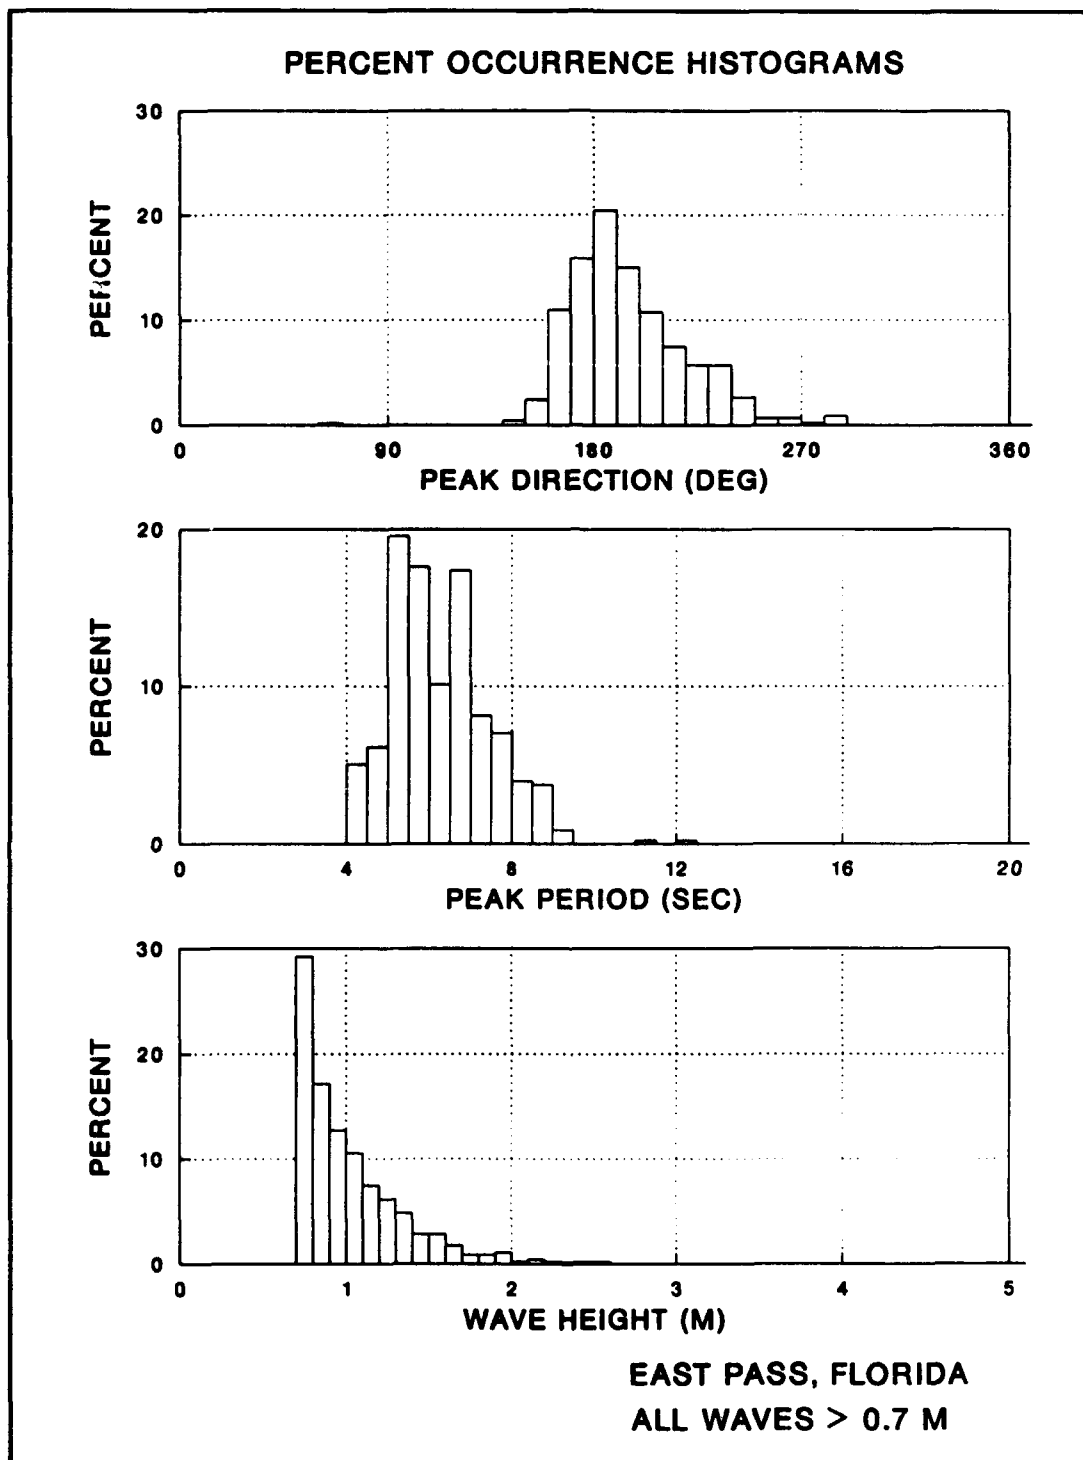 PERCENT OCCURRENCE HISTOGRAMS
30
20
10
0
PERCENT
0 90 180 270 360
PEAK DIRECTION (DEG)
20
10
0
PERCENT
0 4 8 12 16 20
PEAK PERIOD (SEC)
30
20
10
0
PERCENT
0 1 2 3 4 5
WAVE HEIGHT (M)
EAST PASS, FLORIDA
ALL WAVES > 0.7 M